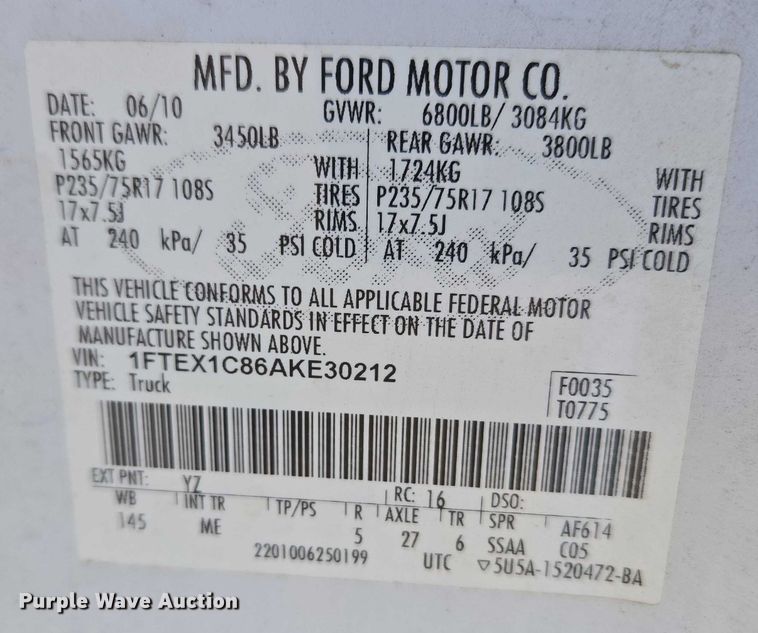 MFD. BY FORD MOTOR CO.
DATE: 06/10 GVWR: 6800LB/ 3084KG
FRONT GAWR: 3450LB REAR GAWR: 3800LB
1565KG WITH 1724KG WITH
P235/75R17 108S TIRES P235/75R17 108S TIRES
17x7.5J RIMS 17x7.5J RIMS
AT 240 kPa/ 35 PSI COLD AT 240 kPa/ 35 PSI COLD
THIS VEHICLE CONFORMS TO ALL APPLICABLE FEDERAL MOTOR
VEHICLE SAFETY STANDARDS IN EFFECT ON THE DATE OF
MANUFACTURE SHOWN ABOVE.
VIN: 1FTEX1C86AKE30212
TYPE: Truck F0035
T0775
EXT PNT: YZ RC: 16 DSO:
WB INT TR TP/PS R AXLE TR SPR AF614
145 ME 5 27 6 SSAA C05
2201006250199 UTC ▽5U5A-1520472-BA
Purple Wave Auction